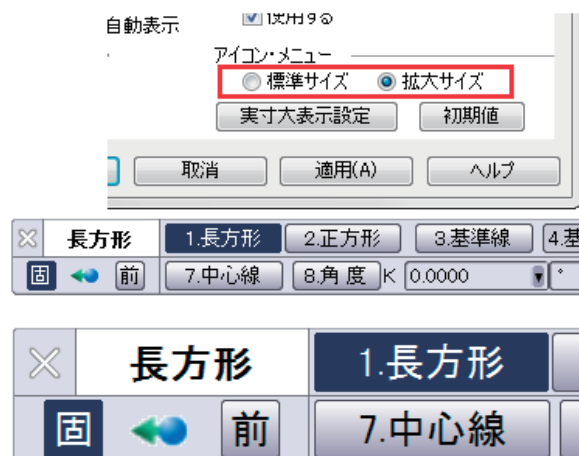 自動表示 使用する
アイコン・メニュー
標準サイズ 拡大サイズ
実寸大表示設定 初期値
取消 適用(A) ヘルプ
長方形 1.長方形 2.正方形 3.基準線 4.基
固 前 7.中心線 8.角 度 K 0.0000 °
長方形 1.長方形
固 前 7.中心線